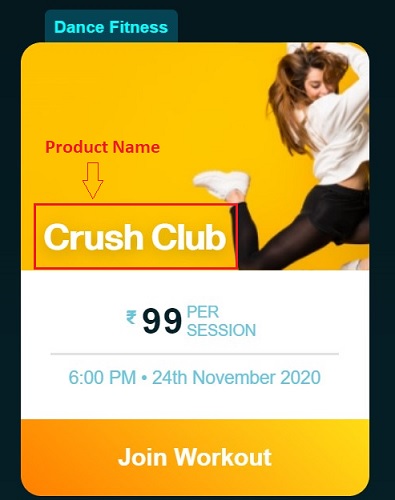 Dance Fitness
Product Name
Crush Club
₹ 99 PER
SESSION
6:00 PM • 24th November 2020
Join Workout